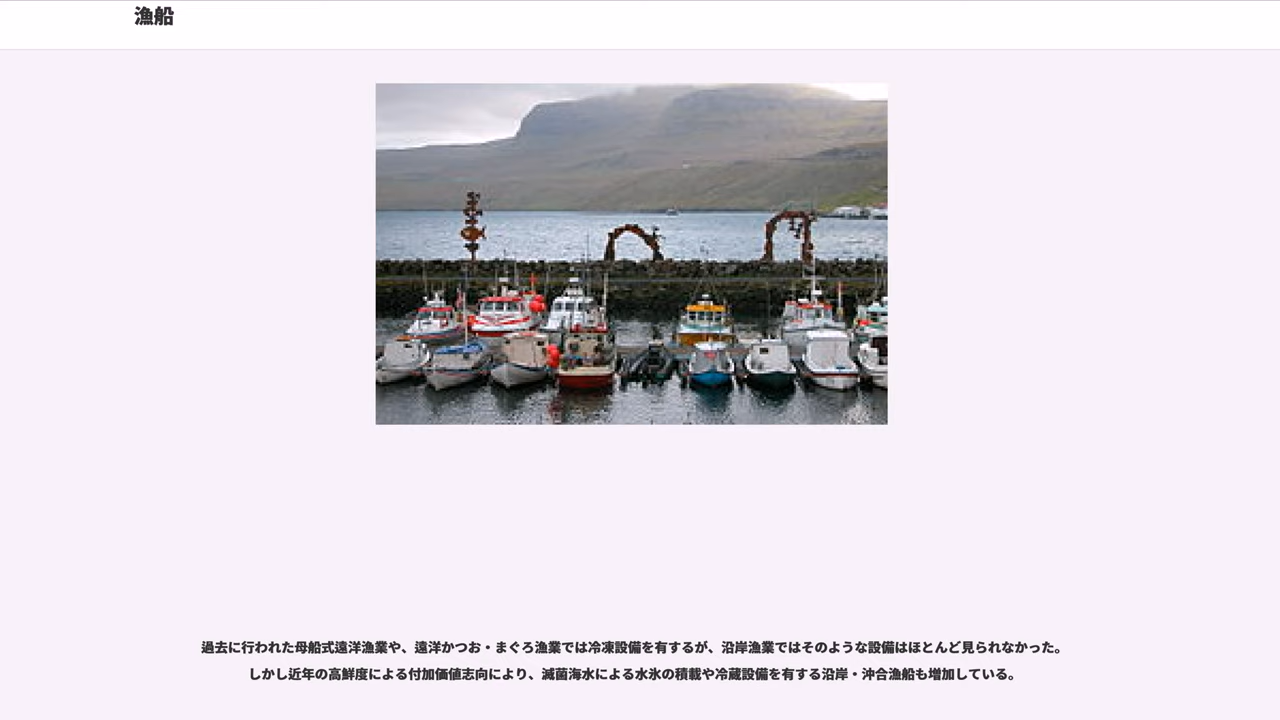 漁船
過去に行われた母船式遠洋漁業や、遠洋かつお・まぐろ漁業では冷凍設備を有するが、沿岸漁業ではそのような設備はほとんど見られなかった。
しかし近年の高鮮度による付加価値志向により、滅菌海水による水氷の積載や冷蔵設備を有する沿岸・沖合漁船も増加している。